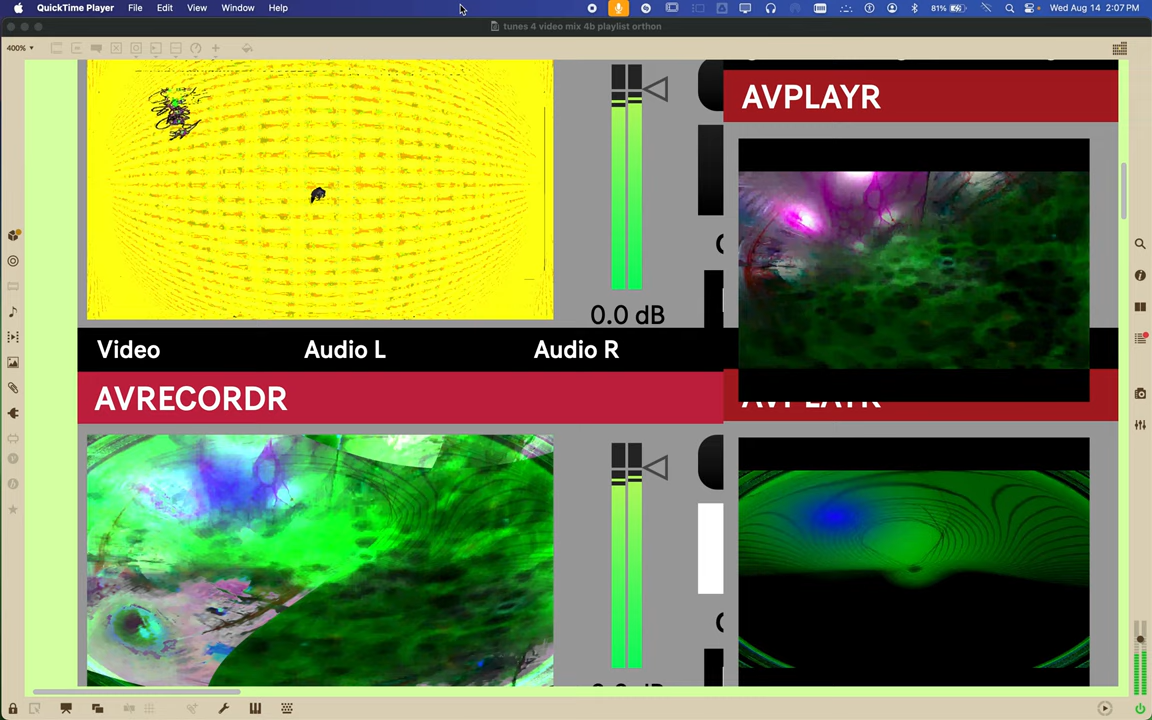 QuickTime Player File Edit View Window Help 81% Wed Aug 14 2:07 PM
tunes 4 video mix 4b playlist orthon
400%
AVPLAYR
0.0 dB
Video Audio L Audio R
AVRECORDR